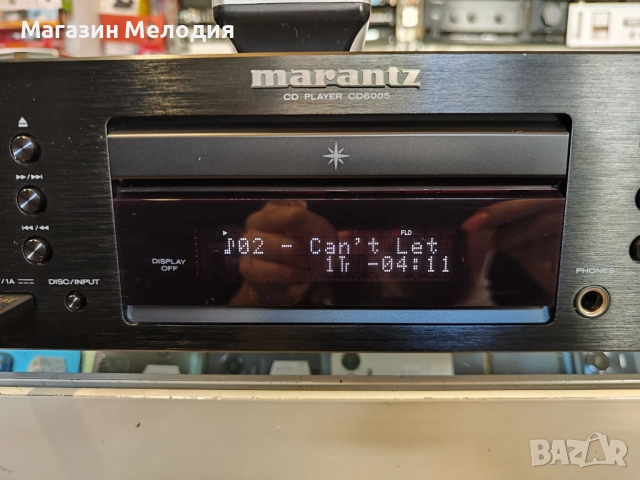 Магазин Мелодия
marantz
CD PLAYER CD6005
FLD
♪02 - Can't Let
1Tr -04:11
DISPLAY
OFF
/1A
DISC/INPUT
PHONES
BAZAR